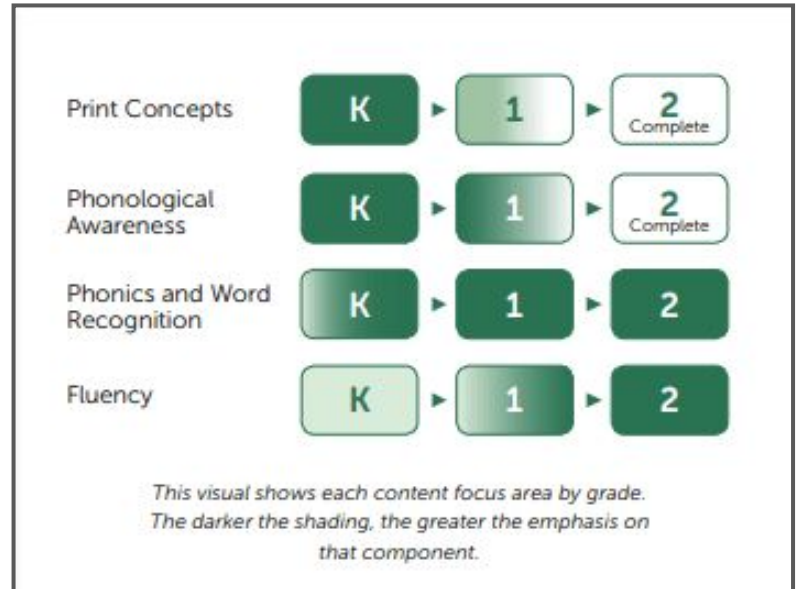 Print Concepts
K
1
2
Complete
Phonological
Awareness
K
1
2
Complete
Phonics and Word
Recognition
K
1
2
Fluency
K
1
2
This visual shows each content focus area by grade.
The darker the shading, the greater the emphasis on
that component.